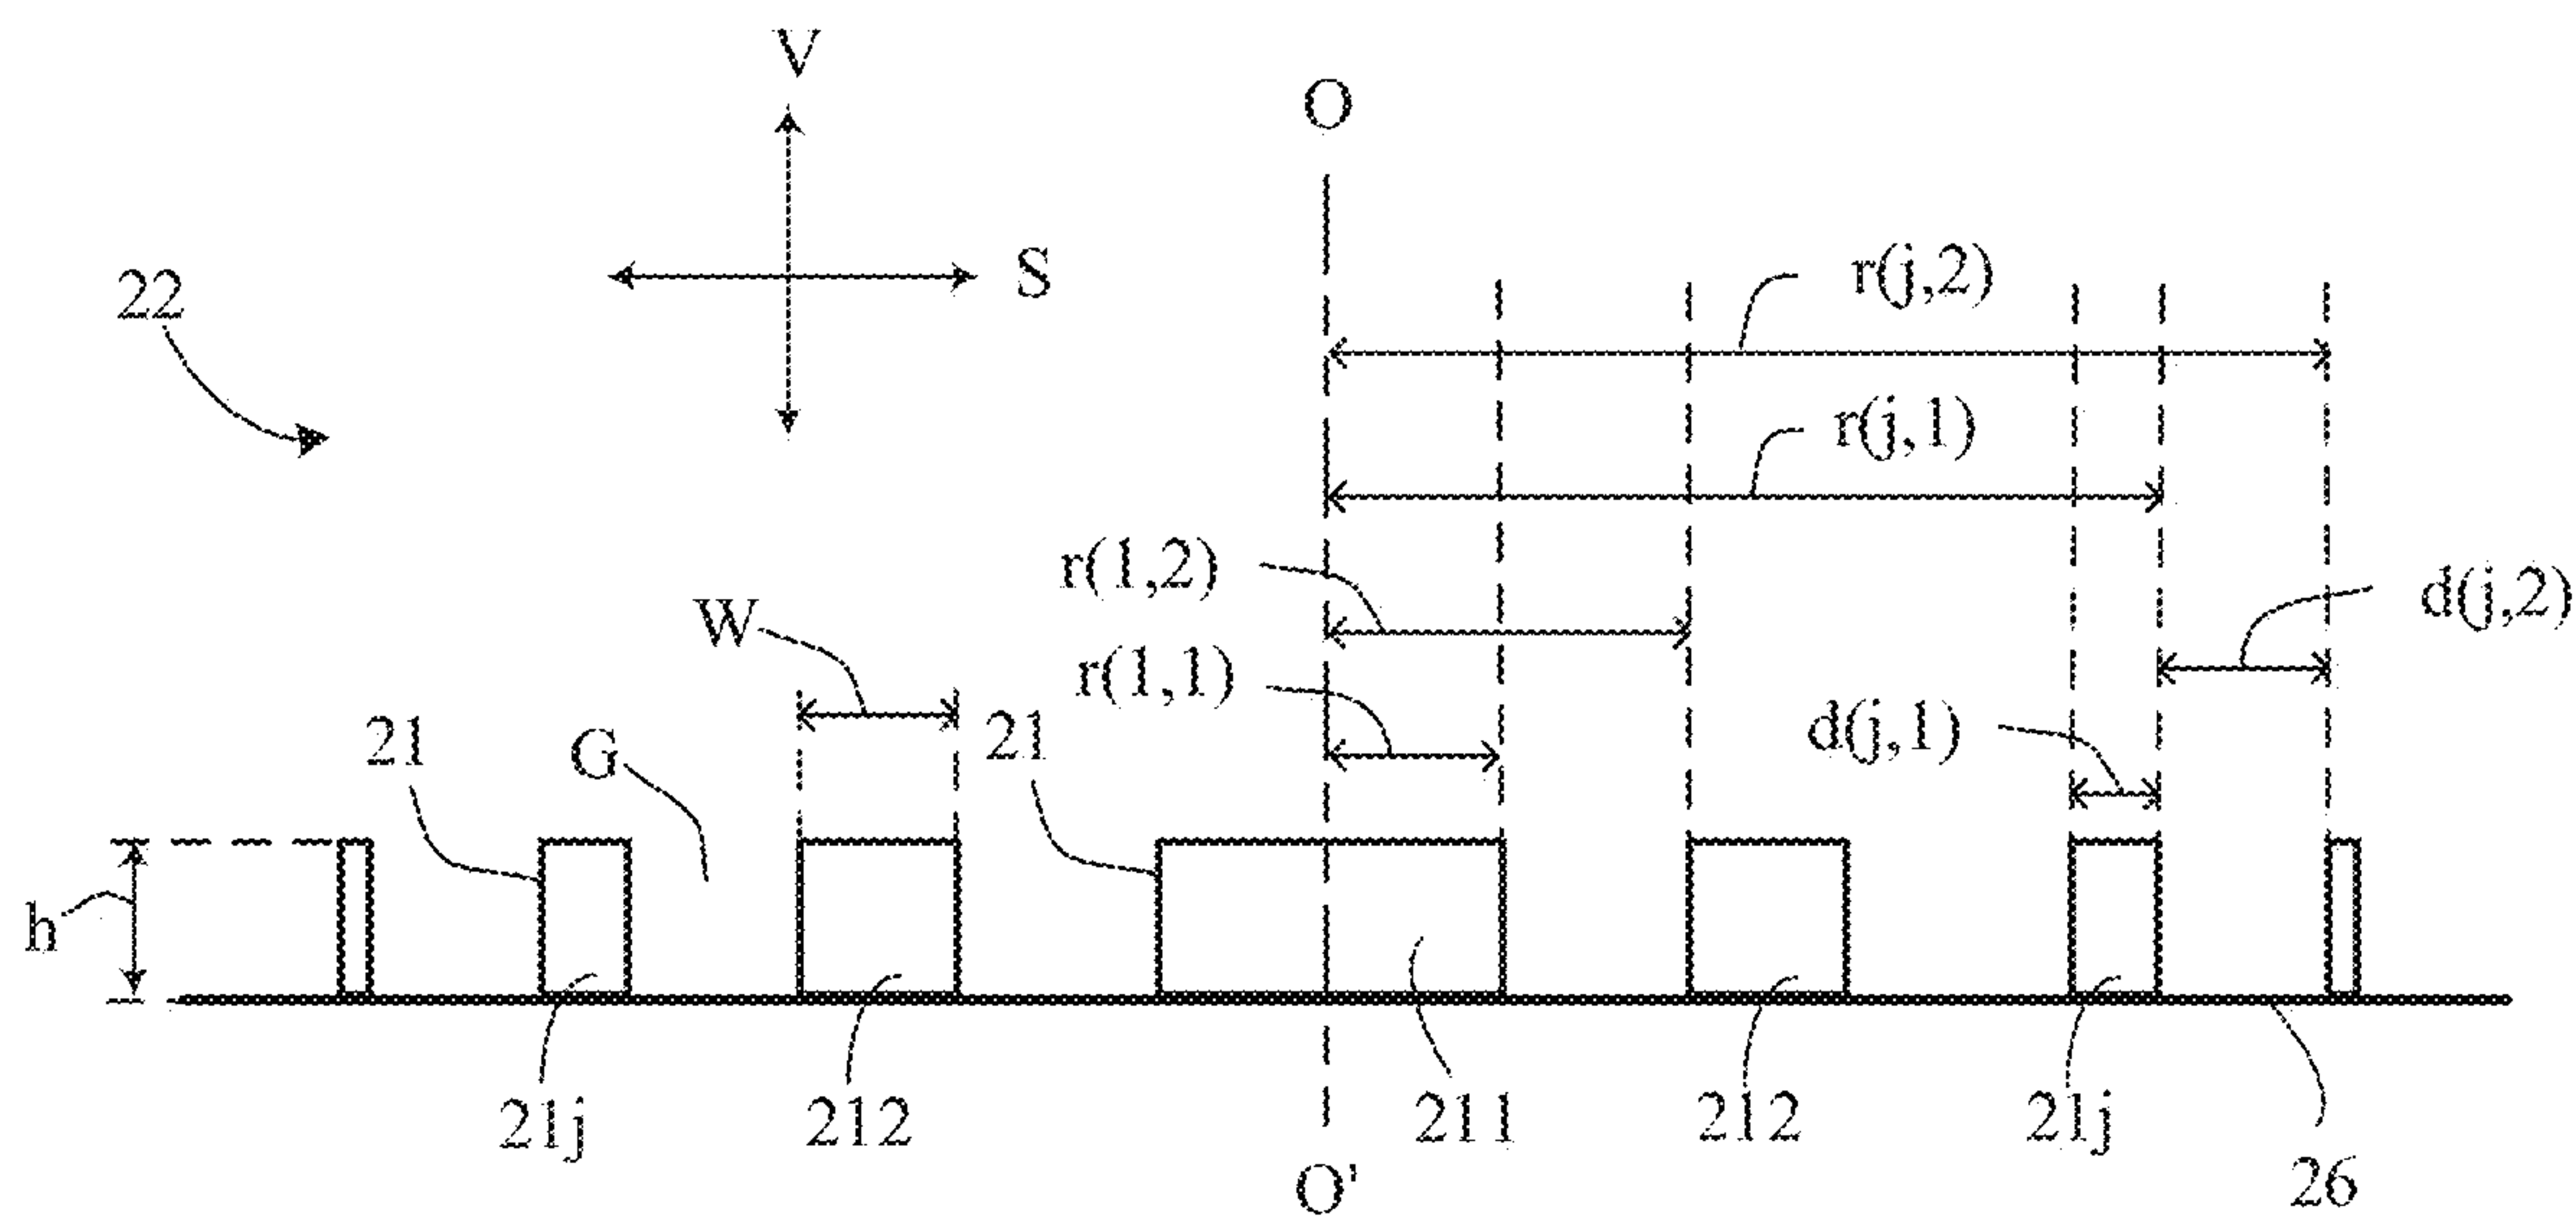 V
O
S
r(j,2)
22
r(j,1)
r(1,2)
d(j,2)
W
r(1,1)
21
G
21
d(j,1)
h
21j
212
211
212
21j
26
O'